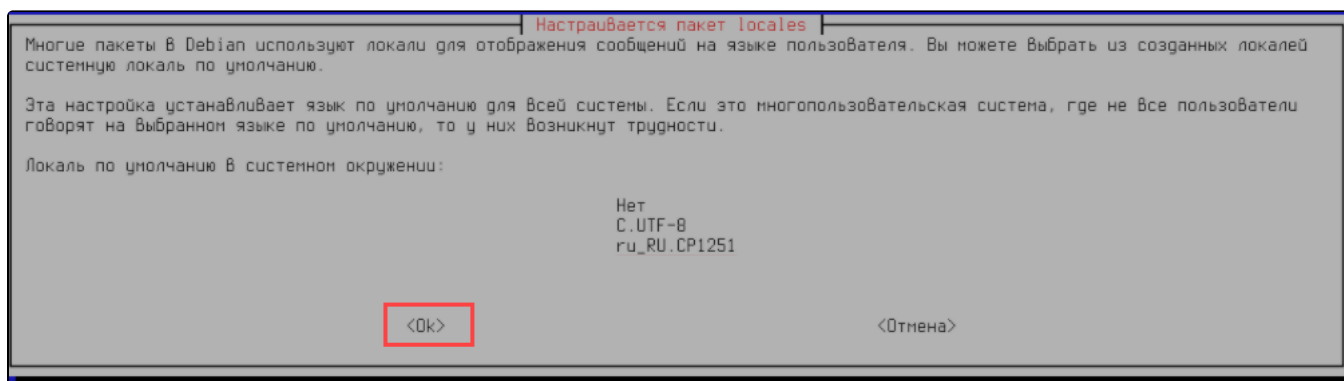 Настраивается пакет locales
Многие пакеты в Debian используют локали для отображения сообщений на языке пользователя. Вы можете выбрать из созданных локалей
системную локаль по умолчанию.
Эта настройка устанавливает язык по умолчанию для всей системы. Если это многопользовательская система, где не все пользователи
говорят на выбранном языке по умолчанию, то у них возникнут трудности.
Локаль по умолчанию в системном окружении:
Нет
C.UTF-8
ru_RU.CP1251
<Ok> <Отмена>